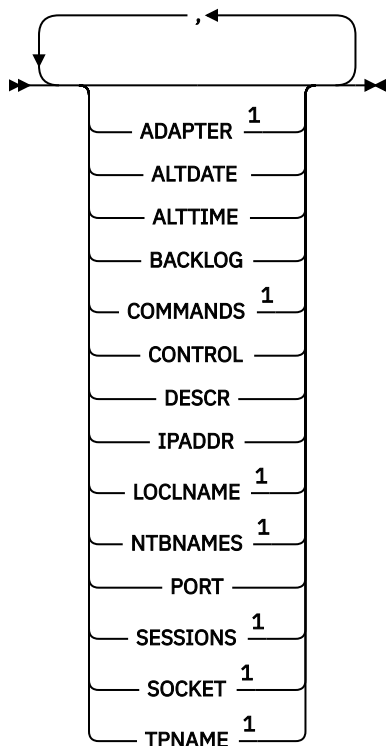 ,
ADAPTER 1
ALTDATE
ALTTIME
BACKLOG
COMMANDS 1
CONTROL
DESCR
IPADDR
LOCLNAME 1
NTBNAMES 1
PORT
SESSIONS 1
SOCKET 1
TPNAME 1